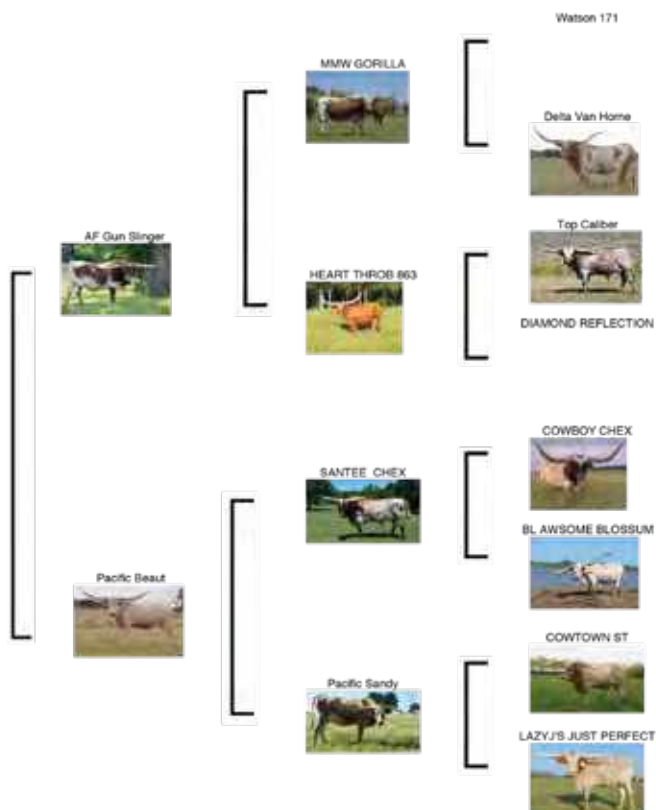 Watson 171
MMW GORILLA
Delta Van Horne
AF Gun Slinger
Top Caliber
HEART THROB 863
DIAMOND REFLECTION
COWBOY CHEX
SANTEE CHEX
BL AWSOME BLOSSUM
Pacific Beaut
COWTOWN ST
Pacific Sandy
LAZYJ'S JUST PERFECT